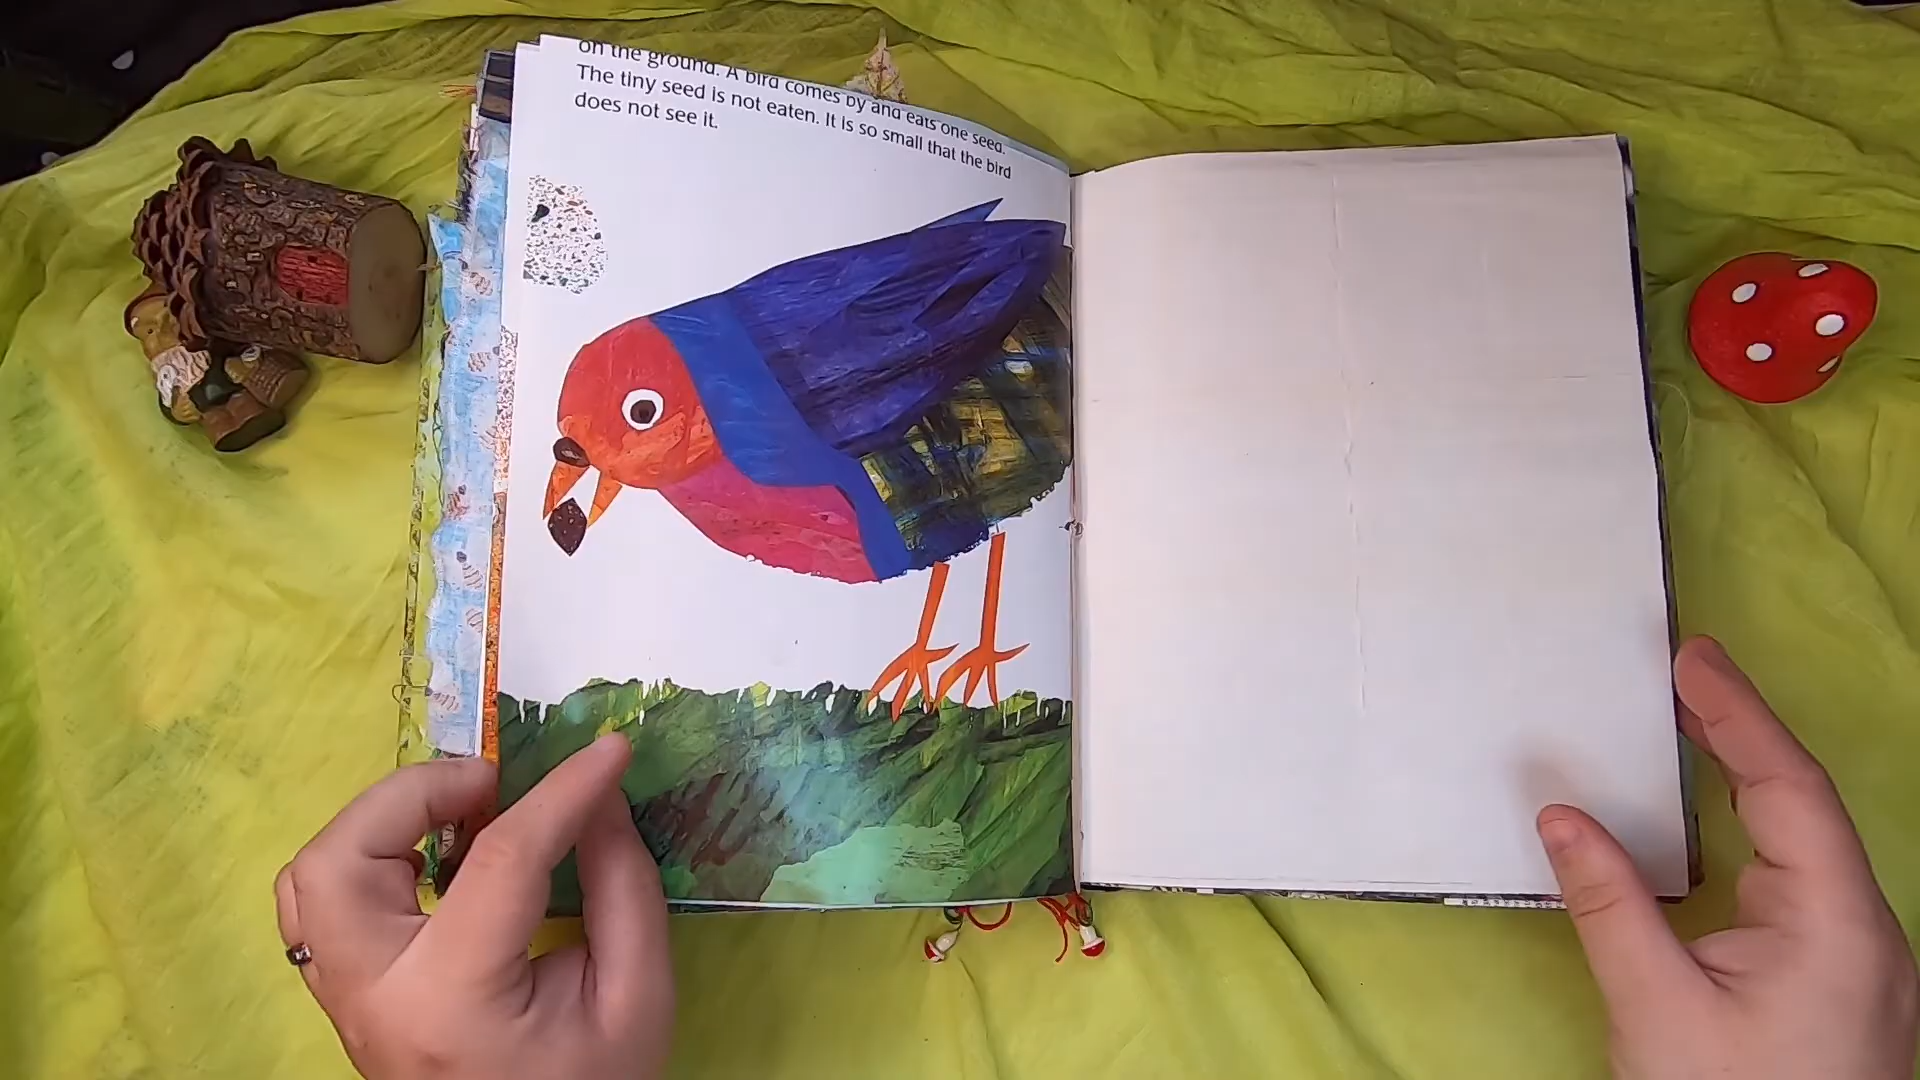 on the ground. A bird comes by and eats one seed.
The tiny seed is not eaten. It is so small that the bird
does not see it.